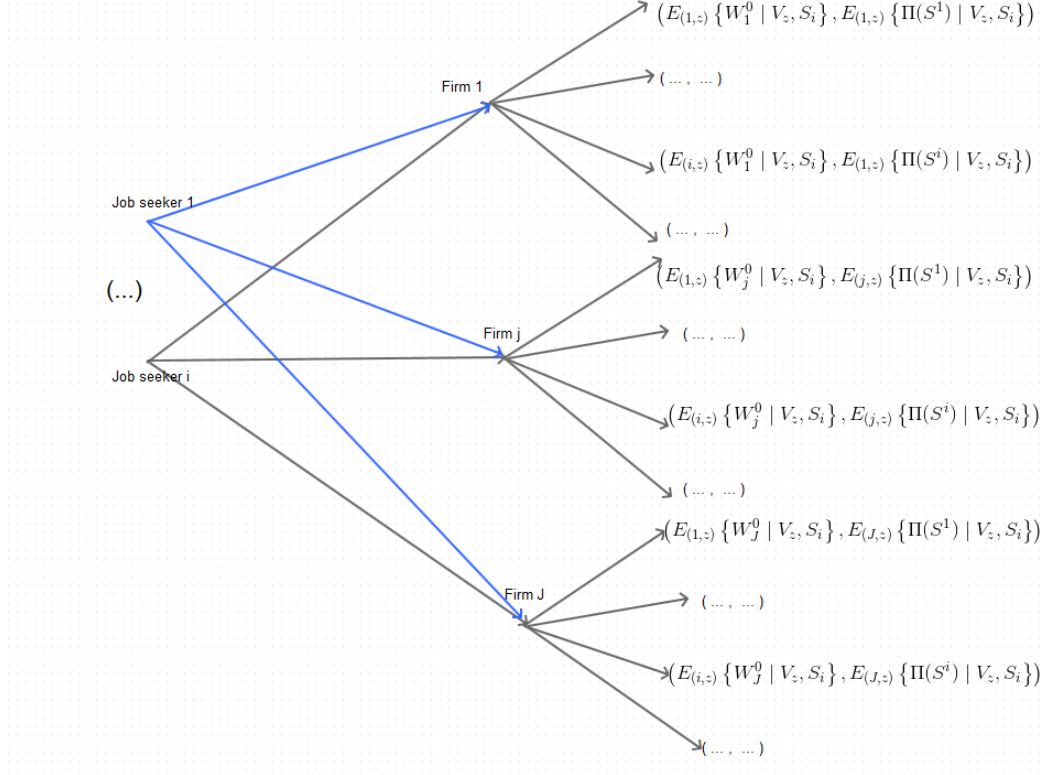 (E_{(1,z)} {W_1^0 | V_z, S_i}, E_{(1,z)} {Π(S^1) | V_z, S_i})
( ... , ... )
Firm 1
(E_{(i,z)} {W_1^0 | V_z, S_i}, E_{(1,z)} {Π(S^i) | V_z, S_i})
Job seeker 1
( ... , ... )
(E_{(1,z)} {W_j^0 | V_z, S_i}, E_{(j,z)} {Π(S^1) | V_z, S_i})
(...)
Firm j
( ... , ... )
Job seeker i
(E_{(i,z)} {W_j^0 | V_z, S_i}, E_{(j,z)} {Π(S^i) | V_z, S_i})
( ... , ... )
(E_{(1,z)} {W_J^0 | V_z, S_i}, E_{(J,z)} {Π(S^1) | V_z, S_i})
Firm J
( ... , ... )
(E_{(i,z)} {W_J^0 | V_z, S_i}, E_{(J,z)} {Π(S^i) | V_z, S_i})
( ... , ... )